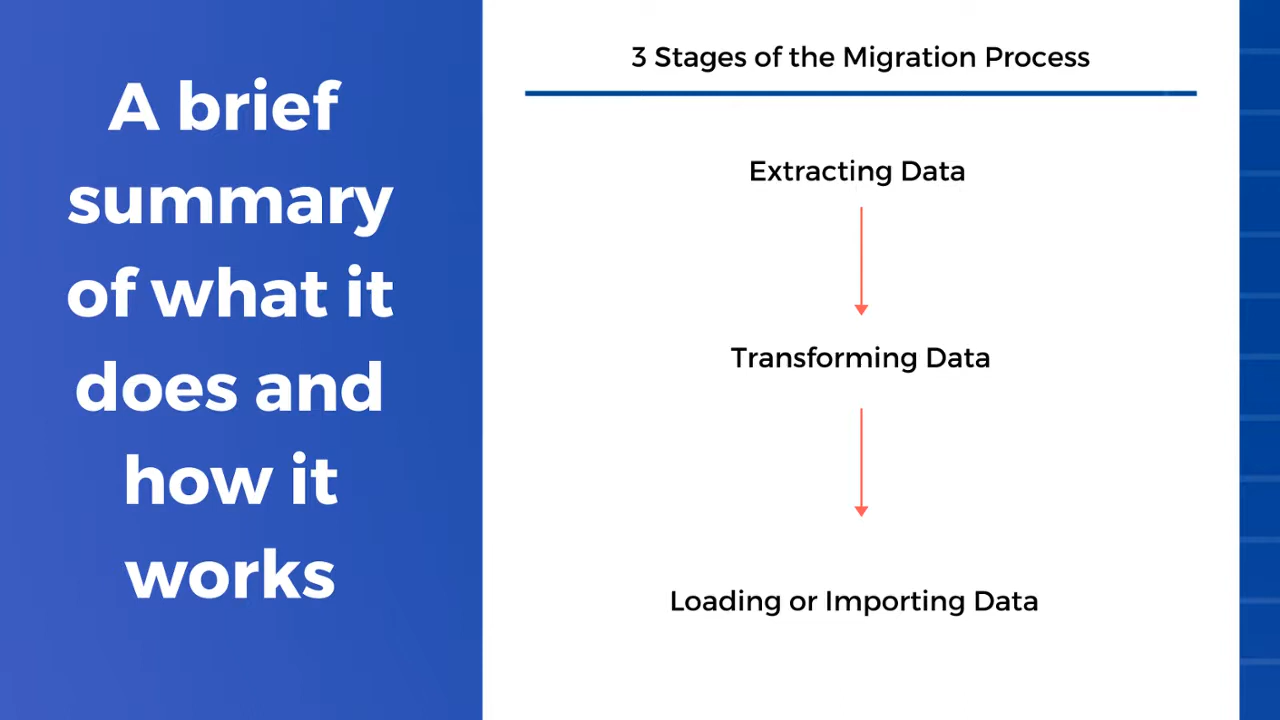 A brief
summary
of what it
does and
how it
works
3 Stages of the Migration Process
Extracting Data
Transforming Data
Loading or Importing Data